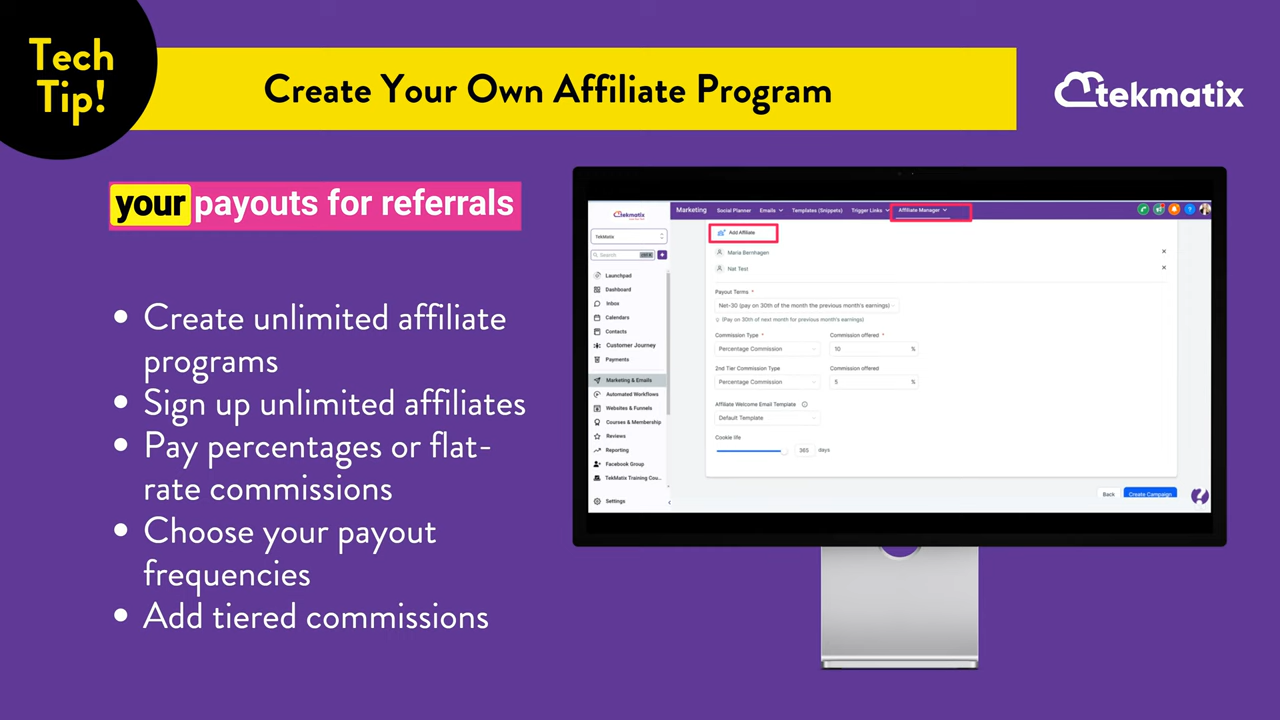 Tech
Tip!
Create Your Own Affiliate Program
tekmatix
your payouts for referrals
• Create unlimited affiliate
programs
• Sign up unlimited affiliates
• Pay percentages or flat-
rate commissions
• Choose your payout
frequencies
• Add tiered commissions
tekmatix
TekMatix
Search
Launchpad
Dashboard
Inbox
Calendars
Contacts
Customer Journey
Payments
Marketing & Emails
Automated Workflows
Websites & Funnels
Courses & Membership
Reviews
Reporting
Facebook Group
TekMatix Training Cou...
Settings
Marketing Social Planner Emails Templates (Snippets) Trigger Links Affiliate Manager
Add Affiliate
Maria Bernhagen
Nat Test
Payout Terms *
Net-30 (pay on 30th of the month the previous month's earnings)
(Pay on 30th of next month for previous month's earnings)
Commission Type * Commission offered *
Percentage Commission 10 %
2nd Tier Commission Type Commission offered
Percentage Commission 5 %
Affiliate Welcome Email Template
Default Template
Cookie life
365 days
Back Create Campaign